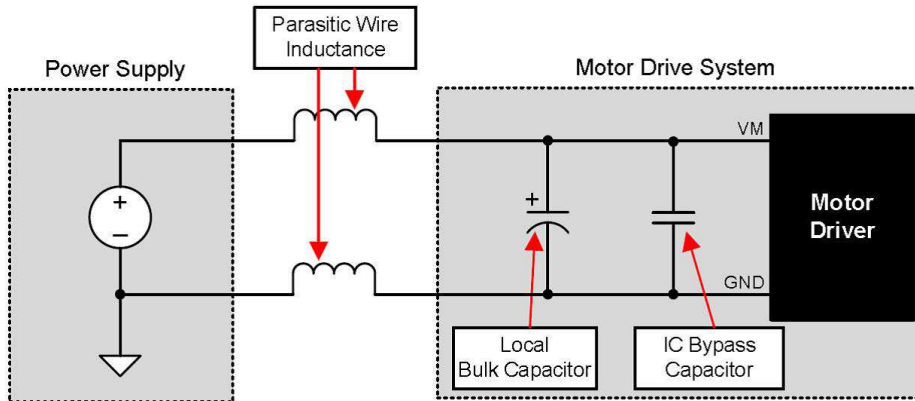 Parasitic Wire
Inductance
Power Supply
Motor Drive System
VM
+
+
–
Motor
Driver
GND
Local
Bulk Capacitor
IC Bypass
Capacitor